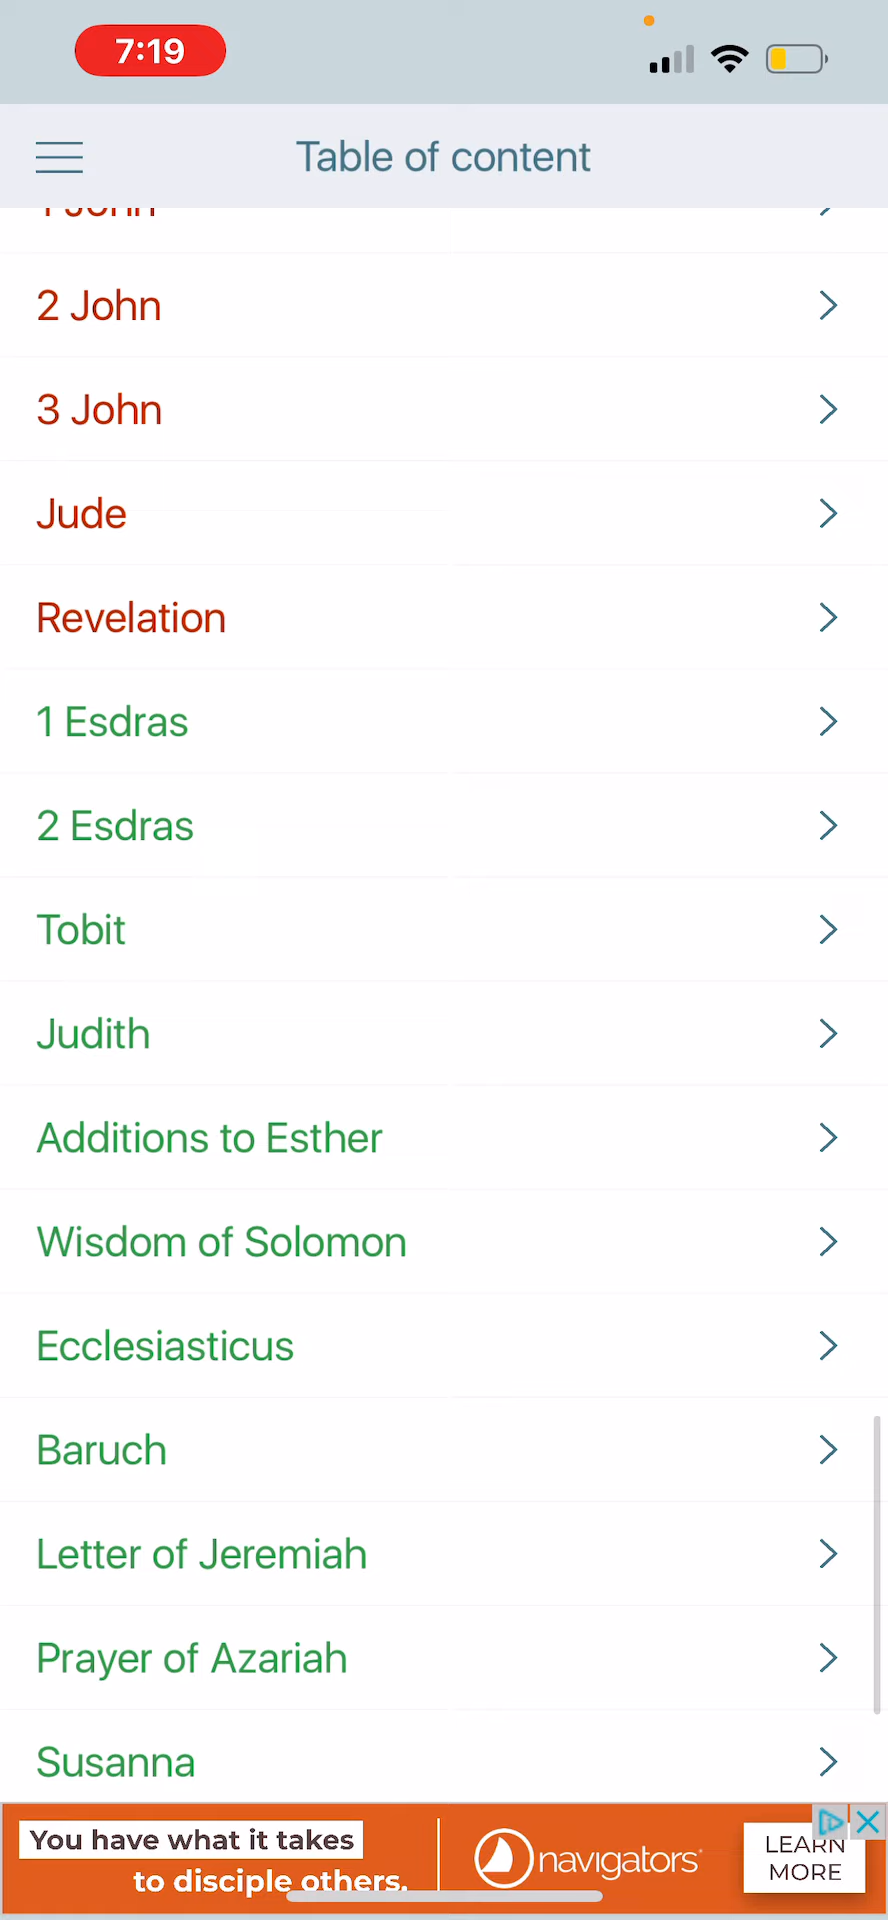 7:19
Table of content
1 John
2 John
3 John
Jude
Revelation
1 Esdras
2 Esdras
Tobit
Judith
Additions to Esther
Wisdom of Solomon
Ecclesiasticus
Baruch
Letter of Jeremiah
Prayer of Azariah
Susanna
You have what it takes
to disciple others.
navigators
LEARN
MORE